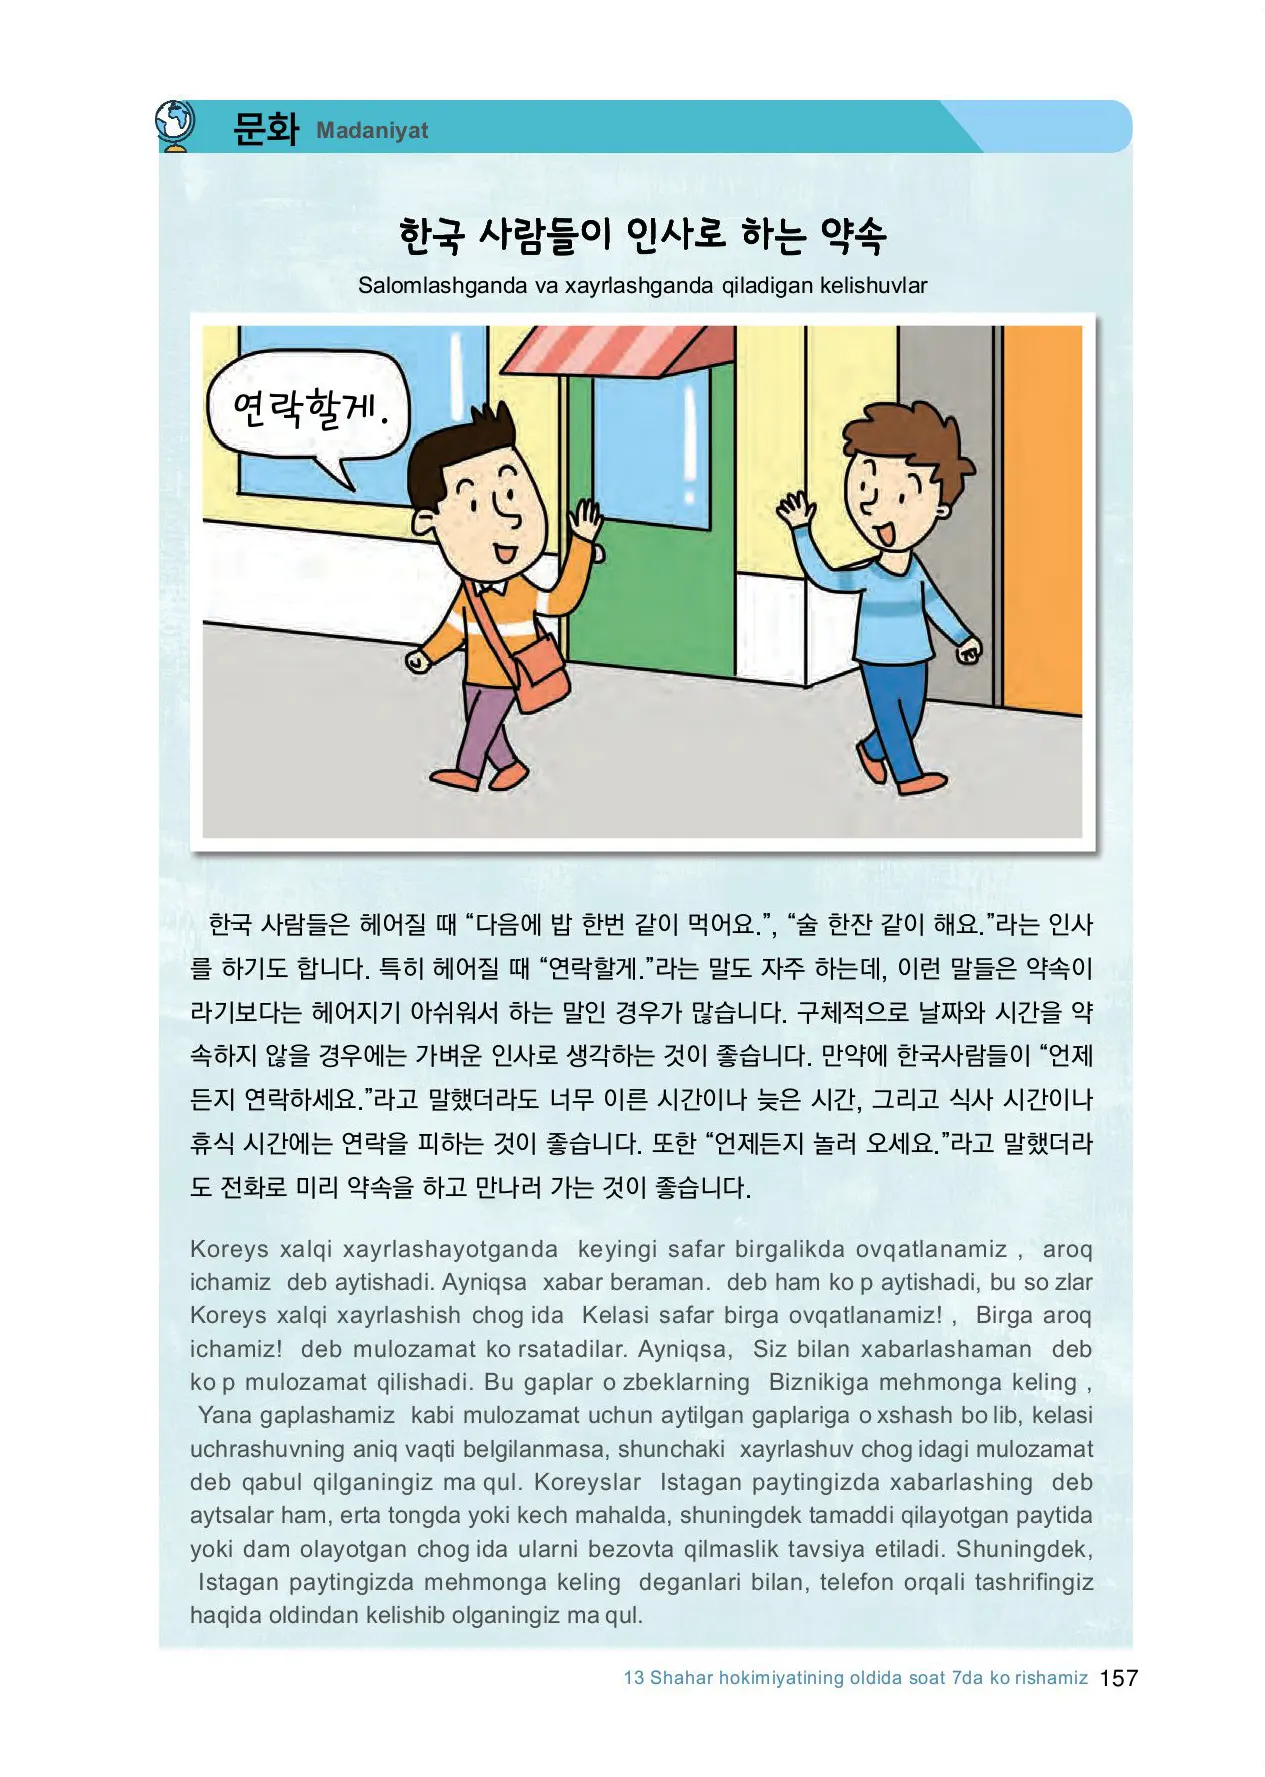 문화 Madaniyat
한국 사람들이 인사로 하는 약속
Salomlashganda va xayrlashganda qiladigan kelishuvlar
연락할게.
한국 사람들은 헤어질 때 “다음에 밥 한번 같이 먹어요.”, “술 한잔 같이 해요.”라는 인사
를 하기도 합니다. 특히 헤어질 때 “연락할게.”라는 말도 자주 하는데, 이런 말들은 약속이
라기보다는 헤어지기 아쉬워서 하는 말인 경우가 많습니다. 구체적으로 날짜와 시간을 약
속하지 않을 경우에는 가벼운 인사로 생각하는 것이 좋습니다. 만약에 한국사람들이 “언제
든지 연락하세요.”라고 말했더라도 너무 이른 시간이나 늦은 시간, 그리고 식사 시간이나
휴식 시간에는 연락을 피하는 것이 좋습니다. 또한 “언제든지 놀러 오세요.”라고 말했더라
도 전화로 미리 약속을 하고 만나러 가는 것이 좋습니다.
Koreys xalqi xayrlashayotganda keyingi safar birgalikda ovqatlanamiz , aroq
ichamiz deb aytishadi. Ayniqsa xabar beraman. deb ham ko p aytishadi, bu so zlar
Koreys xalqi xayrlashish chog ida Kelasi safar birga ovqatlanamiz! , Birga aroq
ichamiz! deb mulozamat ko rsatadilar. Ayniqsa, Siz bilan xabarlashaman deb
ko p mulozamat qilishadi. Bu gaplar o zbeklarning Biznikiga mehmonga keling ,
Yana gaplashamiz kabi mulozamat uchun aytilgan gaplariga o xshash bo lib, kelasi
uchrashuvning aniq vaqti belgilanmasa, shunchaki xayrlashuv chog idagi mulozamat
deb qabul qilganingiz ma qul. Koreyslar Istagan paytingizda xabarlashing deb
aytsalar ham, erta tongda yoki kech mahalda, shuningdek tamaddi qilayotgan paytida
yoki dam olayotgan chog ida ularni bezovta qilmaslik tavsiya etiladi. Shuningdek,
Istagan paytingizda mehmonga keling deganlari bilan, telefon orqali tashrifingiz
haqida oldindan kelishib olganingiz ma qul.
13 Shahar hokimiyatining oldida soat 7da ko rishamiz 157